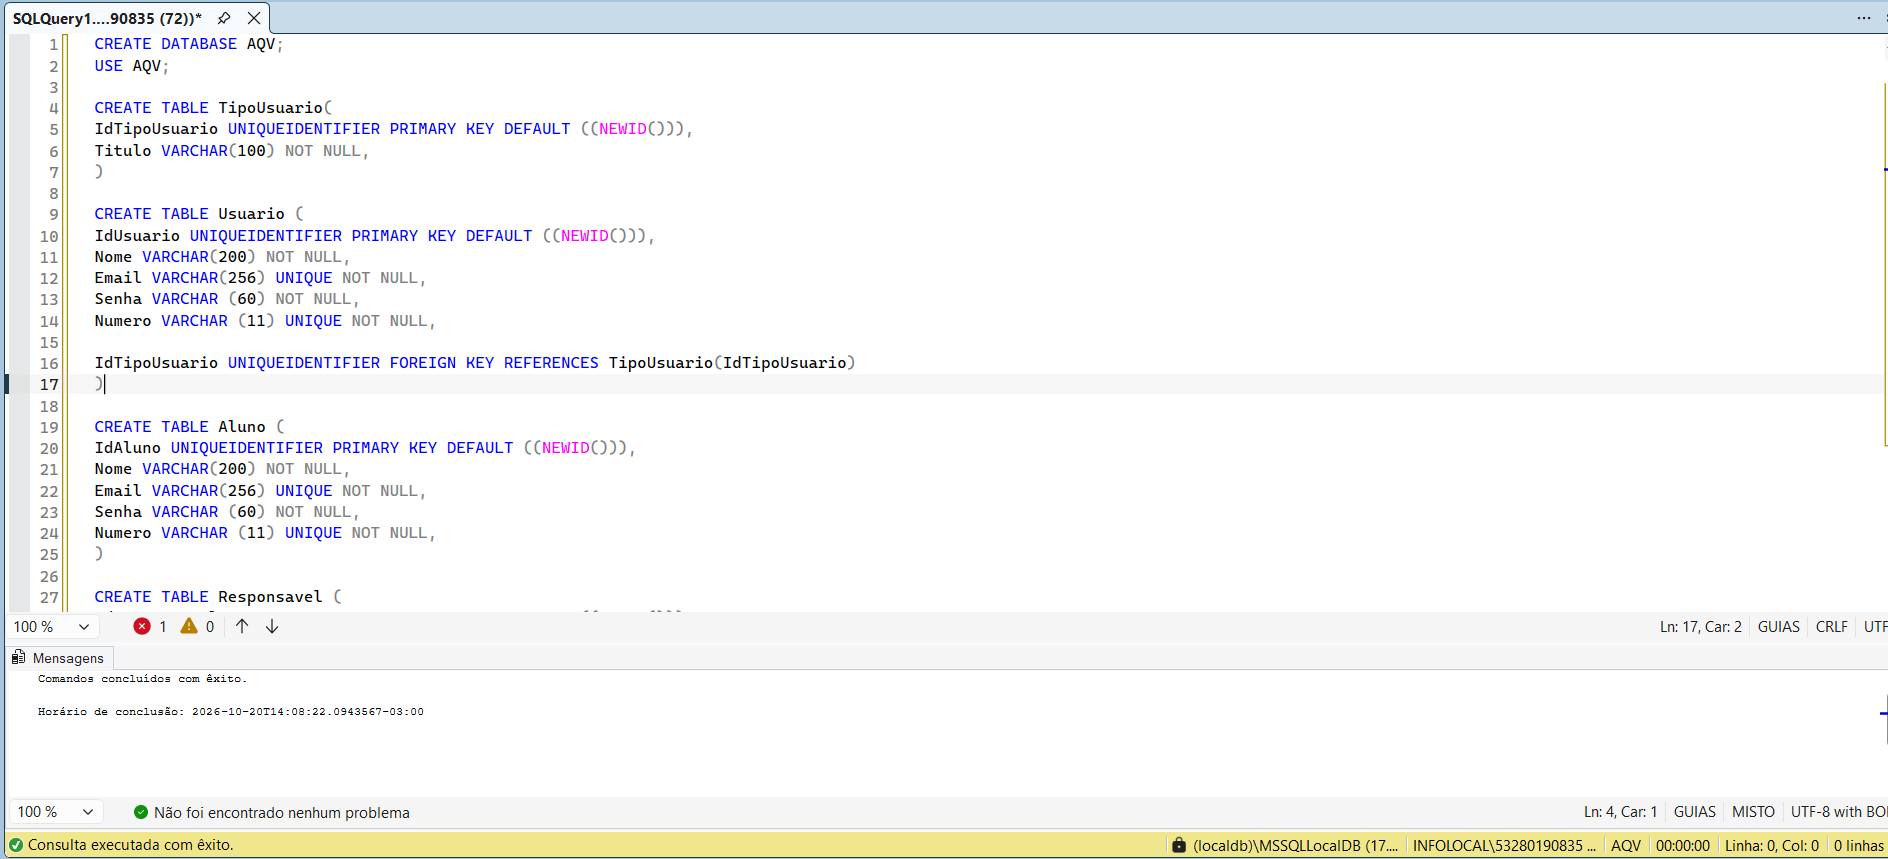 SQLQuery1....90835 (72))*
1 CREATE DATABASE AQV;
2 USE AQV;
3
4 CREATE TABLE TipoUsuario(
5 IdTipoUsuario UNIQUEIDENTIFIER PRIMARY KEY DEFAULT ((NEWID())),
6 Titulo VARCHAR(100) NOT NULL,
7 )
8
9 CREATE TABLE Usuario (
10 IdUsuario UNIQUEIDENTIFIER PRIMARY KEY DEFAULT ((NEWID())),
11 Nome VARCHAR(200) NOT NULL,
12 Email VARCHAR(256) UNIQUE NOT NULL,
13 Senha VARCHAR (60) NOT NULL,
14 Numero VARCHAR (11) UNIQUE NOT NULL,
15
16 IdTipoUsuario UNIQUEIDENTIFIER FOREIGN KEY REFERENCES TipoUsuario(IdTipoUsuario)
17 )
18
19 CREATE TABLE Aluno (
20 IdAluno UNIQUEIDENTIFIER PRIMARY KEY DEFAULT ((NEWID())),
21 Nome VARCHAR(200) NOT NULL,
22 Email VARCHAR(256) UNIQUE NOT NULL,
23 Senha VARCHAR (60) NOT NULL,
24 Numero VARCHAR (11) UNIQUE NOT NULL,
25 )
26
27 CREATE TABLE Responsavel (
100 % 1 0 Ln: 17, Car: 2 GUIAS CRLF UTF
Mensagens
Comandos concluídos com êxito.
Horário de conclusão: 2026-10-20T14:08:22.0943567-03:00
100 % Não foi encontrado nenhum problema Ln: 4, Car: 1 GUIAS MISTO UTF-8 with BO
Consulta executada com êxito. (localdb)\MSSQLLocalDB (17.... INFOLOCAL\53280190835 ... AQV 00:00:00 Linha: 0, Col: 0 0 linhas